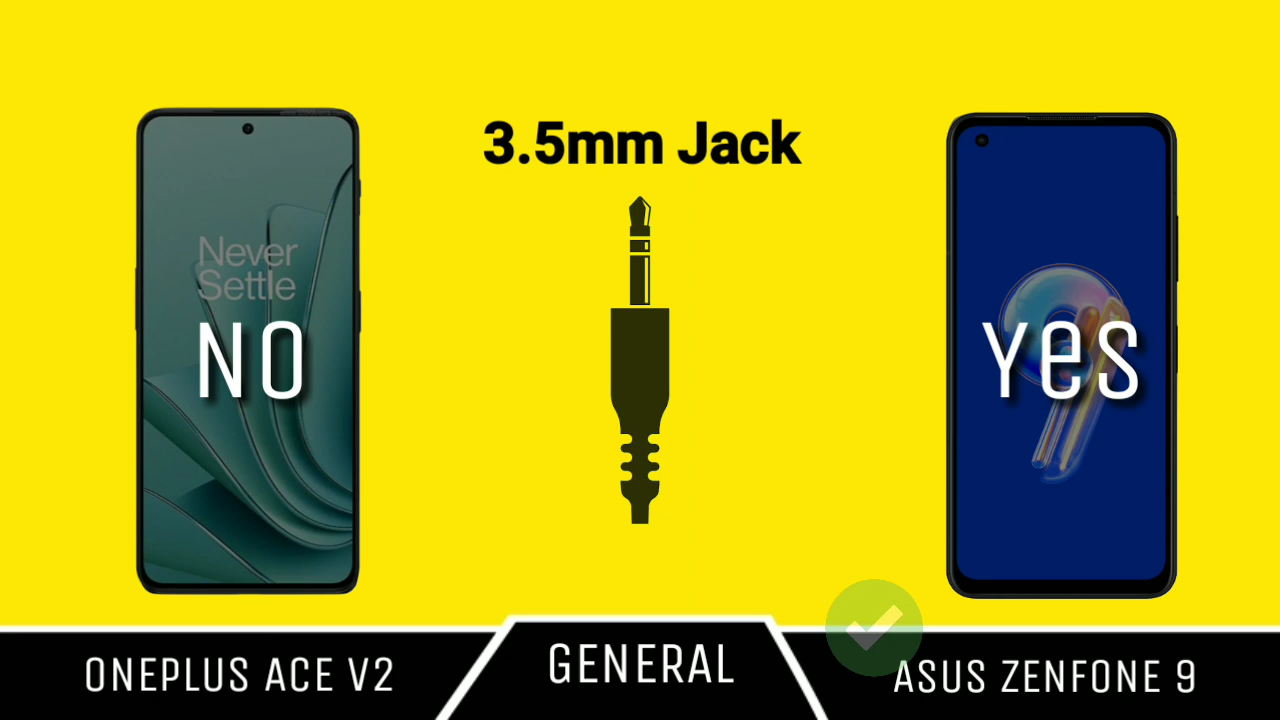 3.5mm Jack
Never
Settle
NO
Yes
ONEPLUS ACE V2
GENERAL
ASUS ZENFONE 9